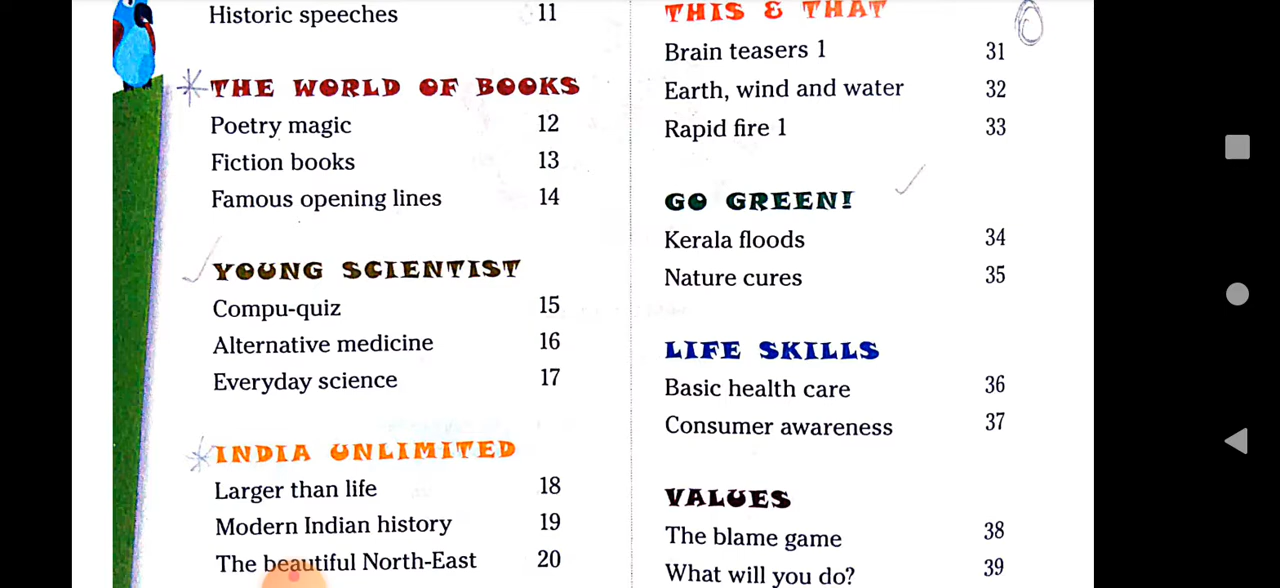 Historic speeches 11
THE WORLD OF BOOKS
Poetry magic 12
Fiction books 13
Famous opening lines 14
YOUNG SCIENTIST
Compu-quiz 15
Alternative medicine 16
Everyday science 17
INDIA UNLIMITED
Larger than life 18
Modern Indian history 19
The beautiful North-East 20
THIS & THAT
Brain teasers 1 31
Earth, wind and water 32
Rapid fire 1 33
GO GREEN!
Kerala floods 34
Nature cures 35
LIFE SKILLS
Basic health care 36
Consumer awareness 37
VALUES
The blame game 38
What will you do? 39